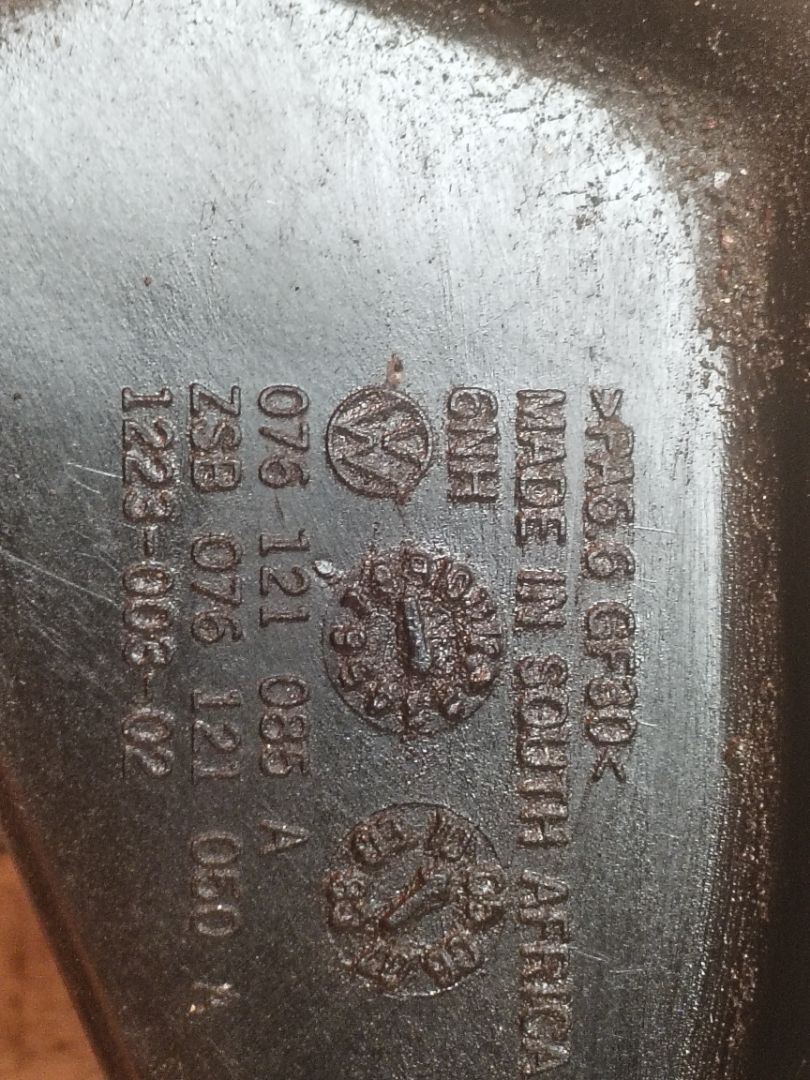 >PA6.6 GF30<
MADE IN SOUTH AFRICA
GNH
076 121 085 A
ZSB 076 121 050 A
1223-003-02